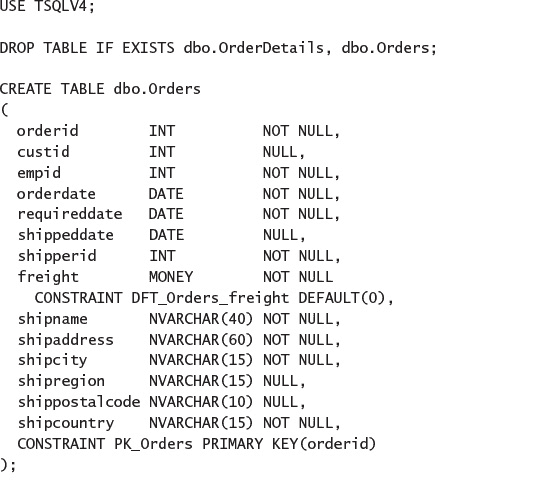 USE TSQLV4;
DROP TABLE IF EXISTS dbo.OrderDetails, dbo.Orders;
CREATE TABLE dbo.Orders
(
orderid INT NOT NULL,
custid INT NULL,
empid INT NOT NULL,
orderdate DATE NOT NULL,
requireddate DATE NOT NULL,
shippeddate DATE NULL,
shipperid INT NOT NULL,
freight MONEY NOT NULL
CONSTRAINT DFT_Orders_freight DEFAULT(0),
shipname NVARCHAR(40) NOT NULL,
shipaddress NVARCHAR(60) NOT NULL,
shipcity NVARCHAR(15) NOT NULL,
shipregion NVARCHAR(15) NULL,
shippostalcode NVARCHAR(10) NULL,
shipcountry NVARCHAR(15) NOT NULL,
CONSTRAINT PK_Orders PRIMARY KEY(orderid)
);